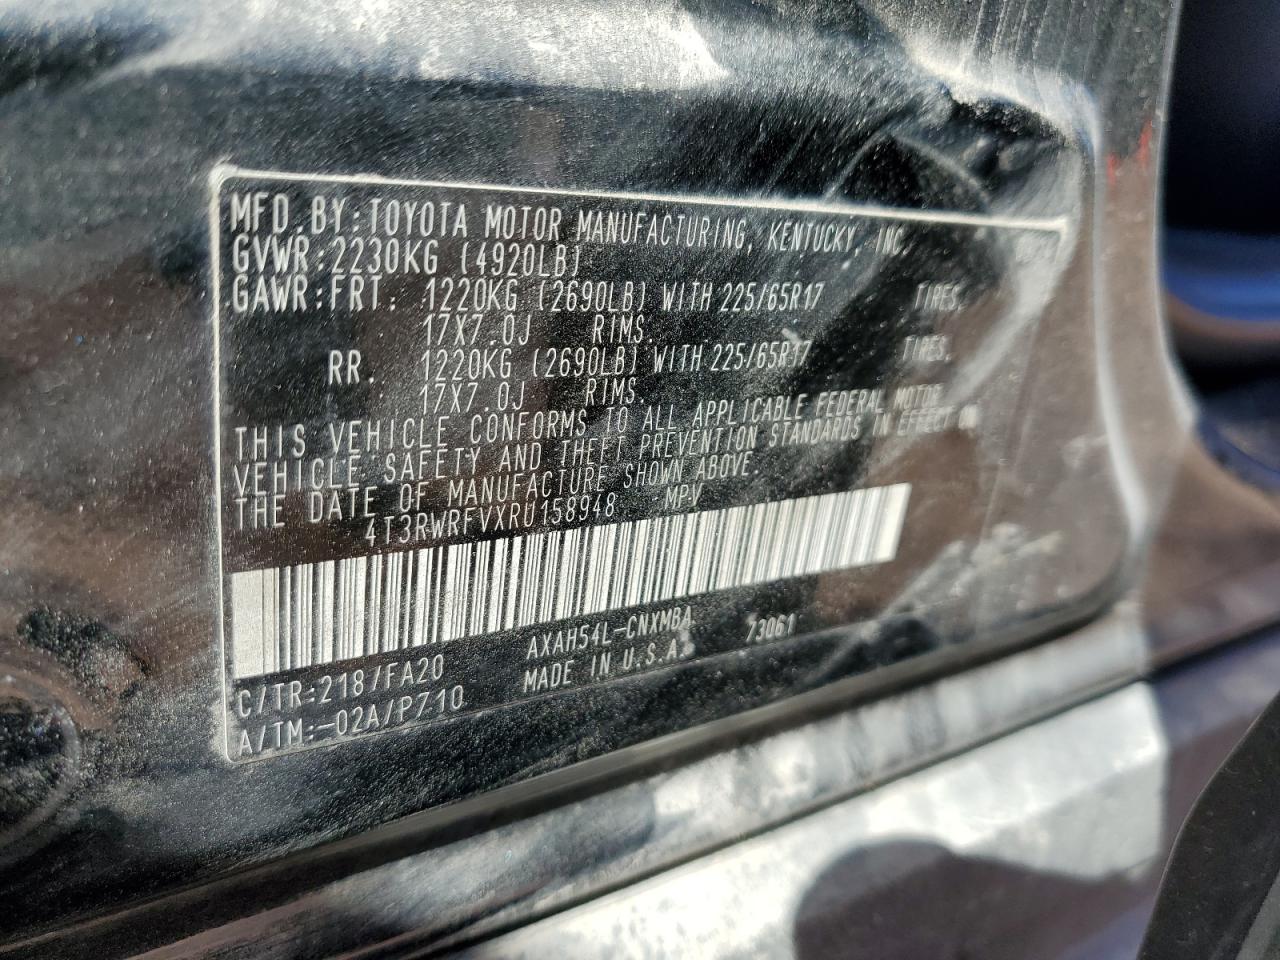 MFD.BY:TOYOTA MOTOR MANUFACTURING, KENTUCKY, INC.
GVWR:2230KG (4920LB)
GAWR:FRT: 1220KG (2690LB) WITH 225/65R17 TIRES,
17X7.0J RIMS.
RR. 1220KG (2690LB) WITH 225/65R17 TIRES,
17X7.0J RIMS.
THIS VEHICLE CONFORMS TO ALL APPLICABLE FEDERAL MOTOR
VEHICLE SAFETY AND THEFT PREVENTION STANDARDS IN EFFECT ON
THE DATE OF MANUFACTURE SHOWN ABOVE.
4T3RWRFVXRU158948 MPV
C/TR:218/FA20 AXAH54L-CNXMBA 73061
A/TM:-02A/P710 MADE IN U.S.A.